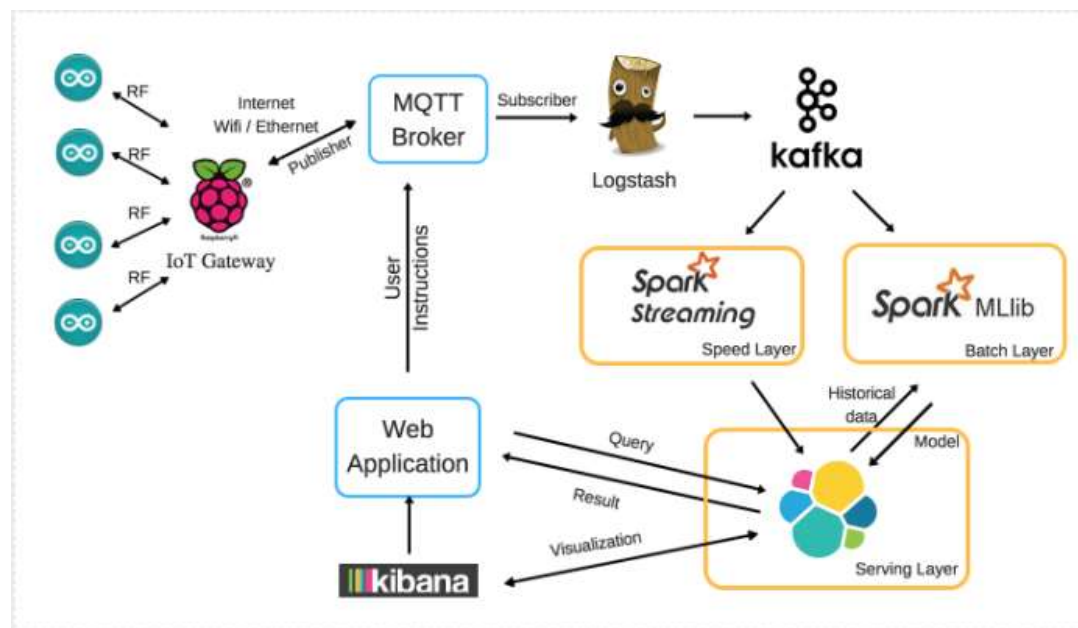 RF
RF
RF
RF
Internet
Wifi / Ethernet
Publisher
IoT Gateway
MQTT
Broker
Subscriber
Logstash
kafka
User
Instructions
Spark
Streaming
Speed Layer
Spark MLlib
Batch Layer
Historical
data
Model
Web
Application
Query
Result
Visualization
Serving Layer
kibana